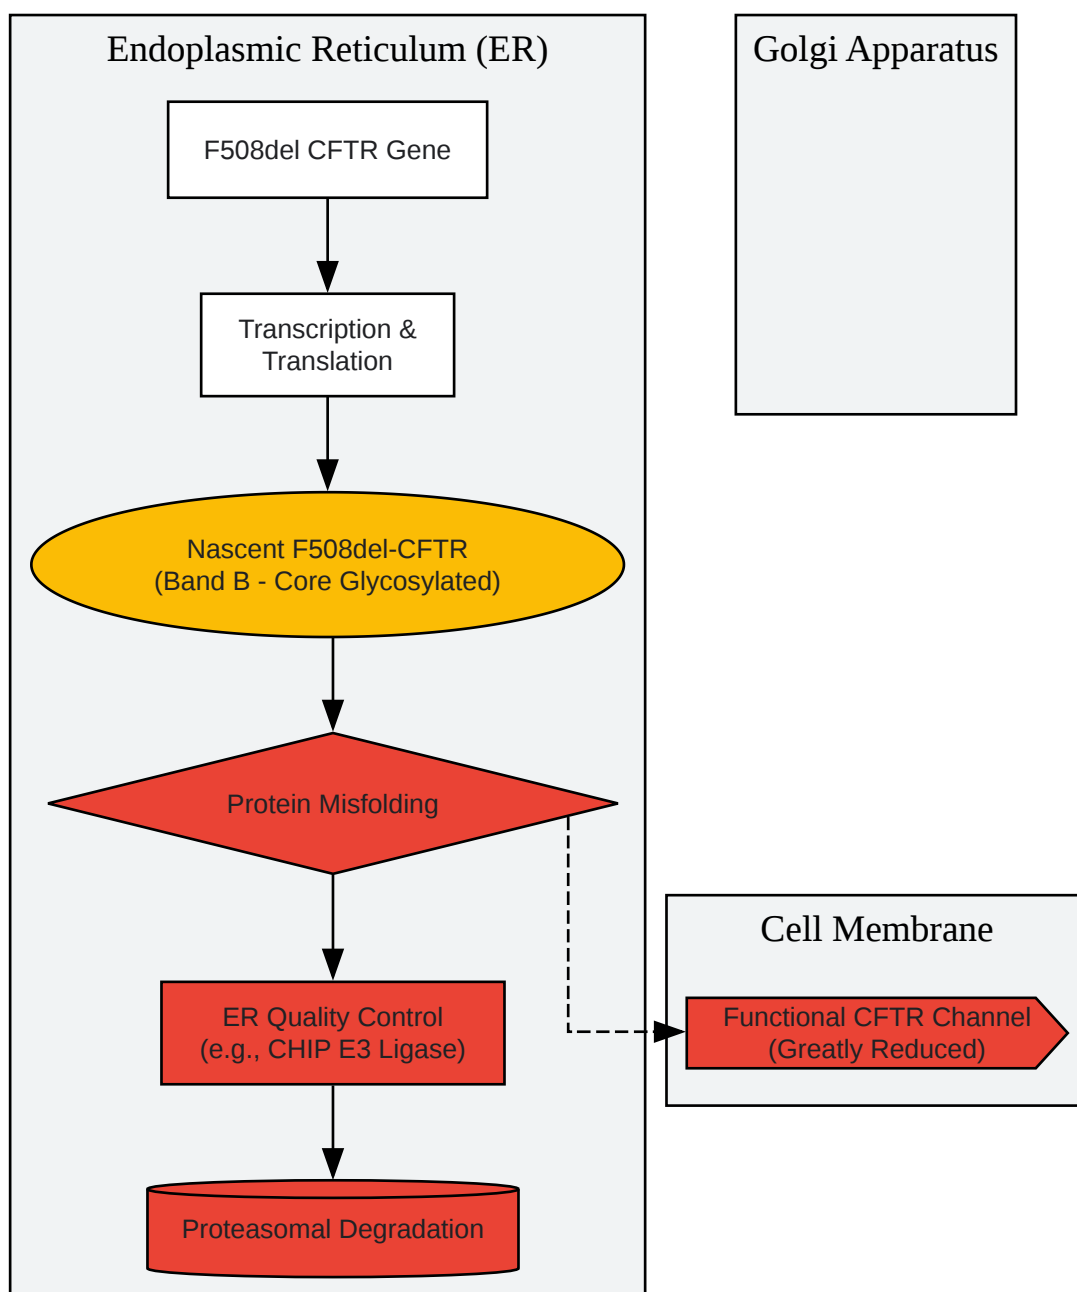 Endoplasmic Reticulum (ER)
Golgi Apparatus
F508del CFTR Gene
Transcription &
Translation
Nascent F508del-CFTR
(Band B - Core Glycosylated)
Protein Misfolding
Cell Membrane
ER Quality Control
(e.g., CHIP E3 Ligase)
Functional CFTR Channel
(Greatly Reduced)
Proteasomal Degradation